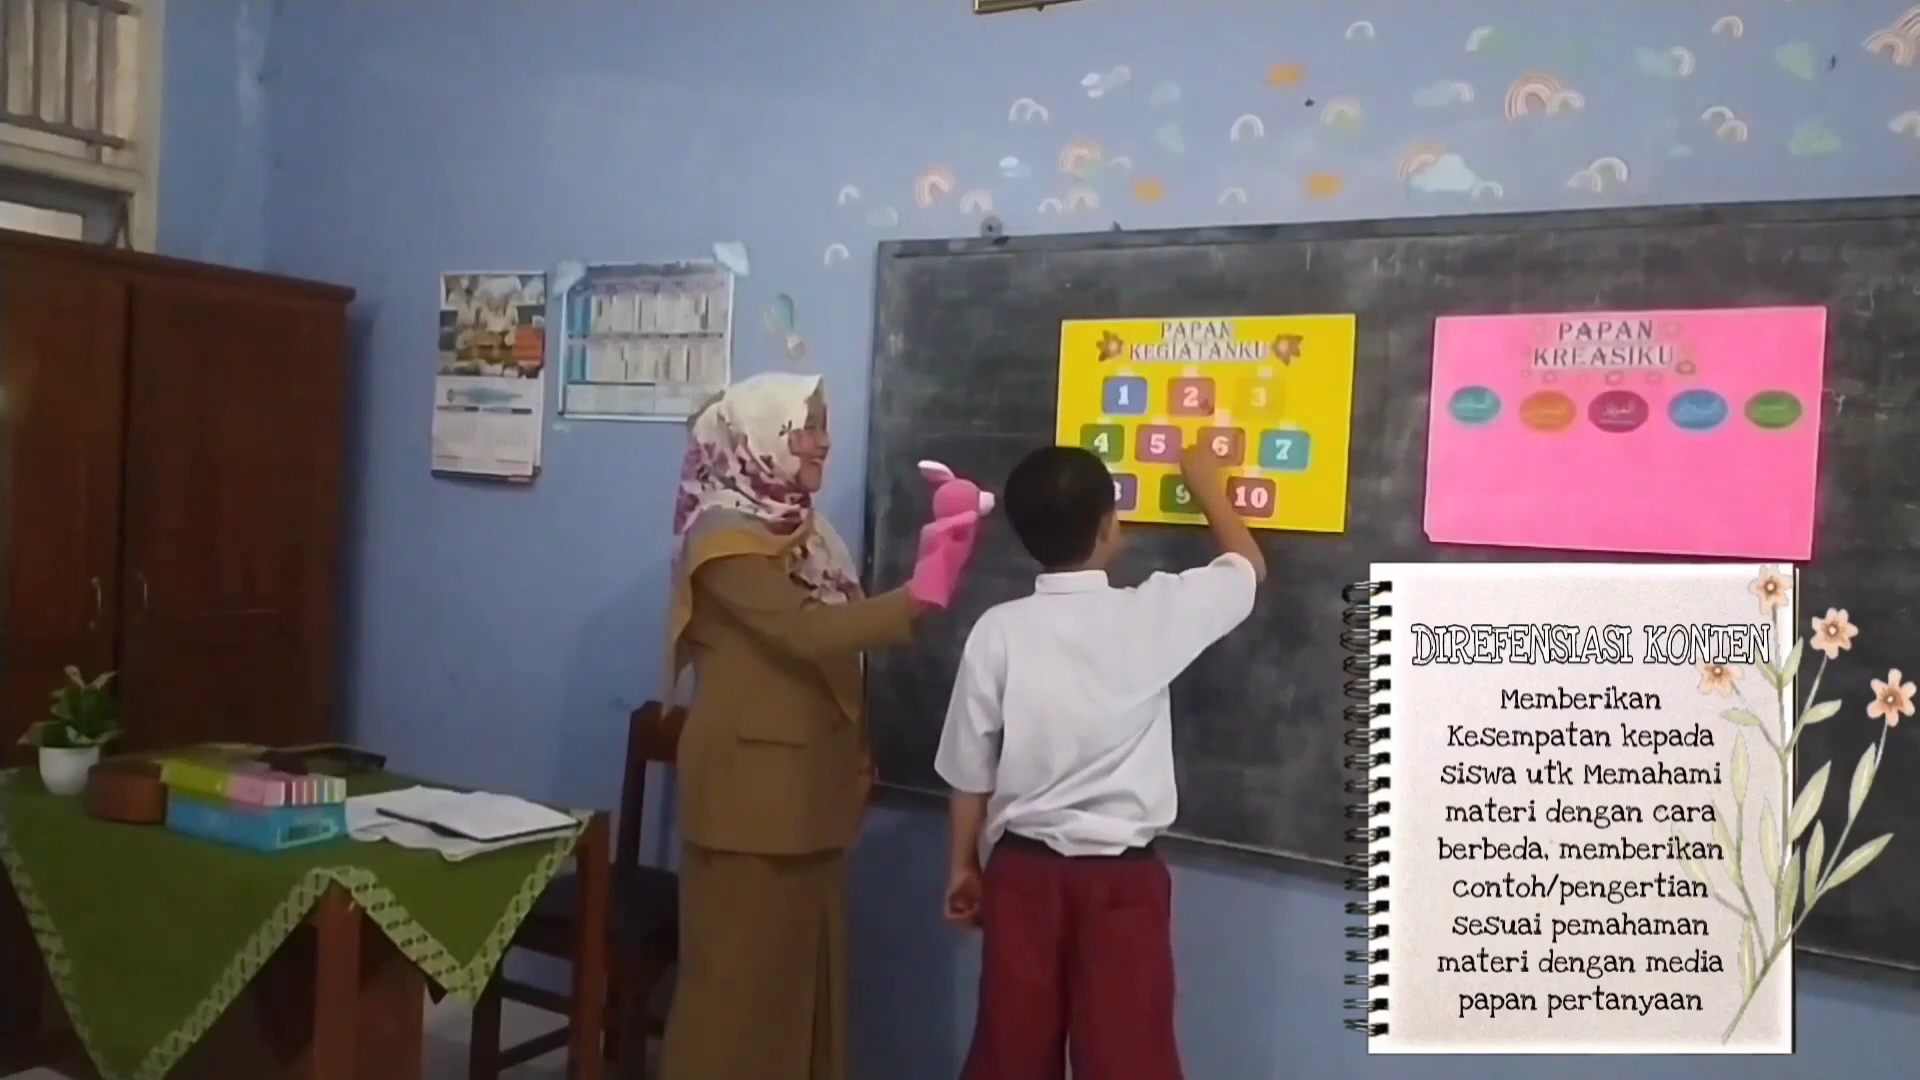 PAPAN
KEGIATANKU
1 2 3
4 5 6 7
8 9 10
PAPAN
KREASIKU
DIREFENSIASI KONTEN
Memberikan
Kesempatan kepada
siswa utk Memahami
materi dengan cara
berbeda, memberikan
contoh/pengertian
sesuai pemahaman
materi dengan media
papan pertanyaan